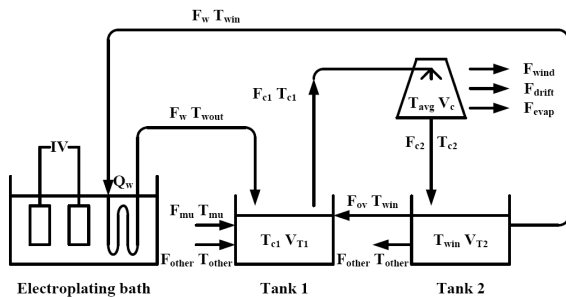 F_w T_win
F_c1 T_c1
F_w T_wout
T_avg V_c
F_wind
F_drift
F_evap
F_c2 T_c2
IV
Q_w
F_mu T_mu
F_other T_other
T_c1 V_T1
F_ov T_win
F_other T_other
T_win V_T2
Electroplating bath
Tank 1
Tank 2